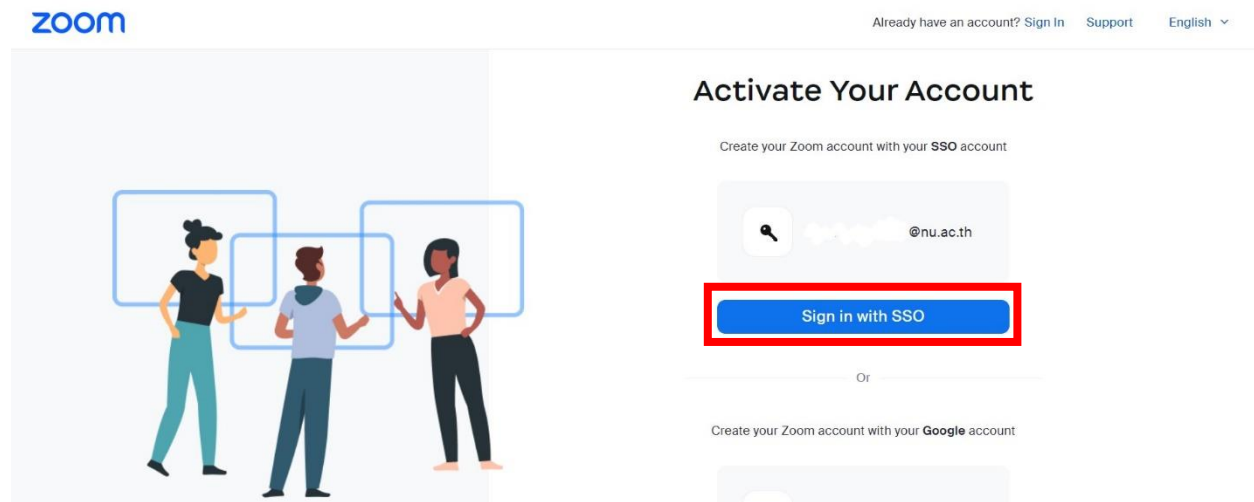 zoom
Already have an account? Sign In Support English
Activate Your Account
Create your Zoom account with your SSO account
@nu.ac.th
Sign in with SSO
Or
Create your Zoom account with your Google account